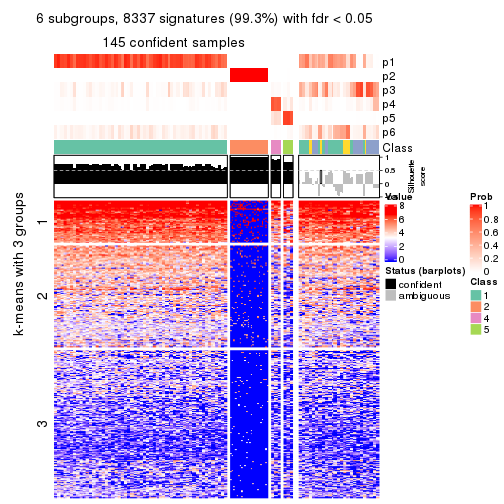 6 subgroups, 8337 signatures (99.3%) with fdr < 0.05
145 confident samples
p1
p2
p3
p4
p5
p6
Class
1
0.5
0
Silhouette
score
k-means with 3 groups
1
2
3
Value
8
6
4
2
0
Status (barplots)
confident
ambiguous
Prob
1
0.8
0.6
0.4
0.2
0
Class
1
2
4
5